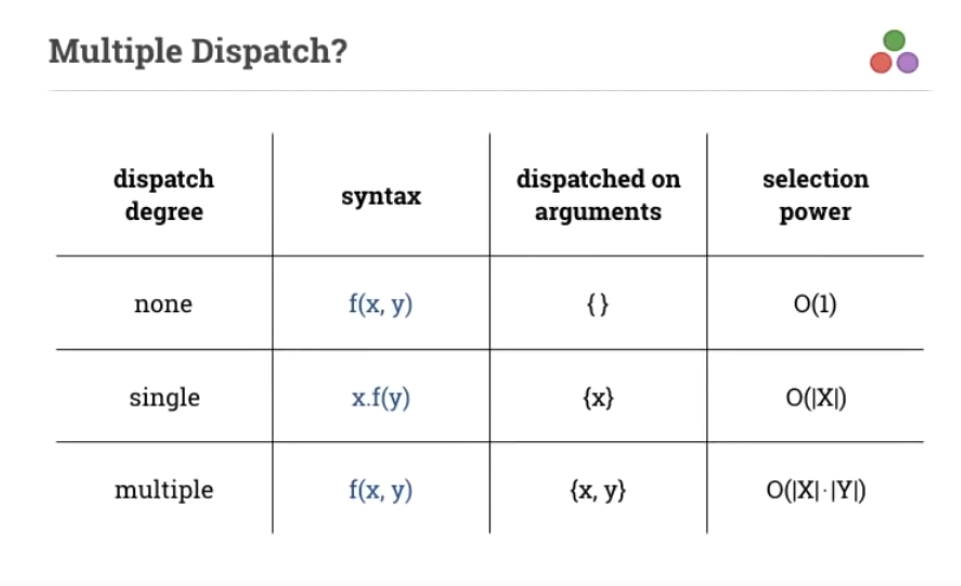 Multiple Dispatch?
dispatch
degree
syntax
dispatched on
arguments
selection
power
none
f(x, y)
{}
O(1)
single
x.f(y)
{x}
O(|X|)
multiple
f(x, y)
{x, y}
O(|X|·|Y|)